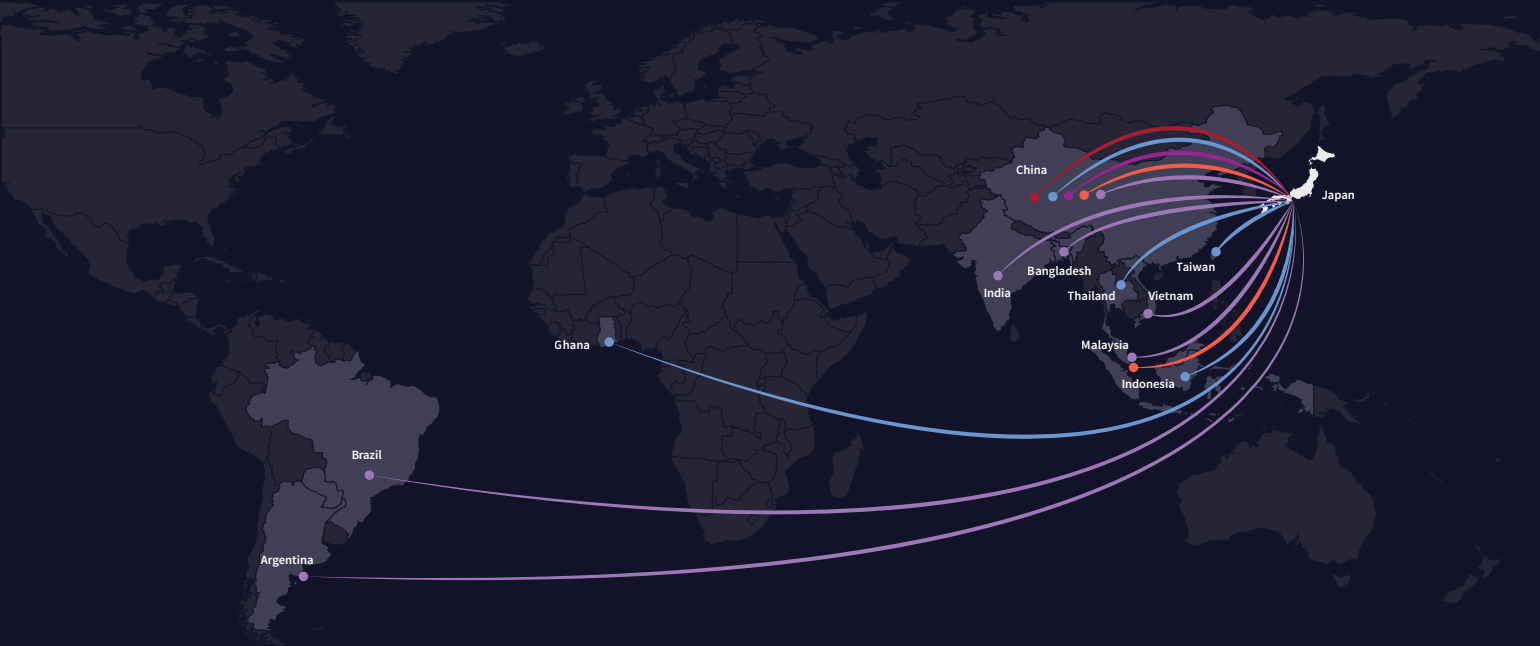 China
Japan
Taiwan
Bangladesh
India
Thailand
Vietnam
Ghana
Malaysia
Indonesia
Brazil
Argentina